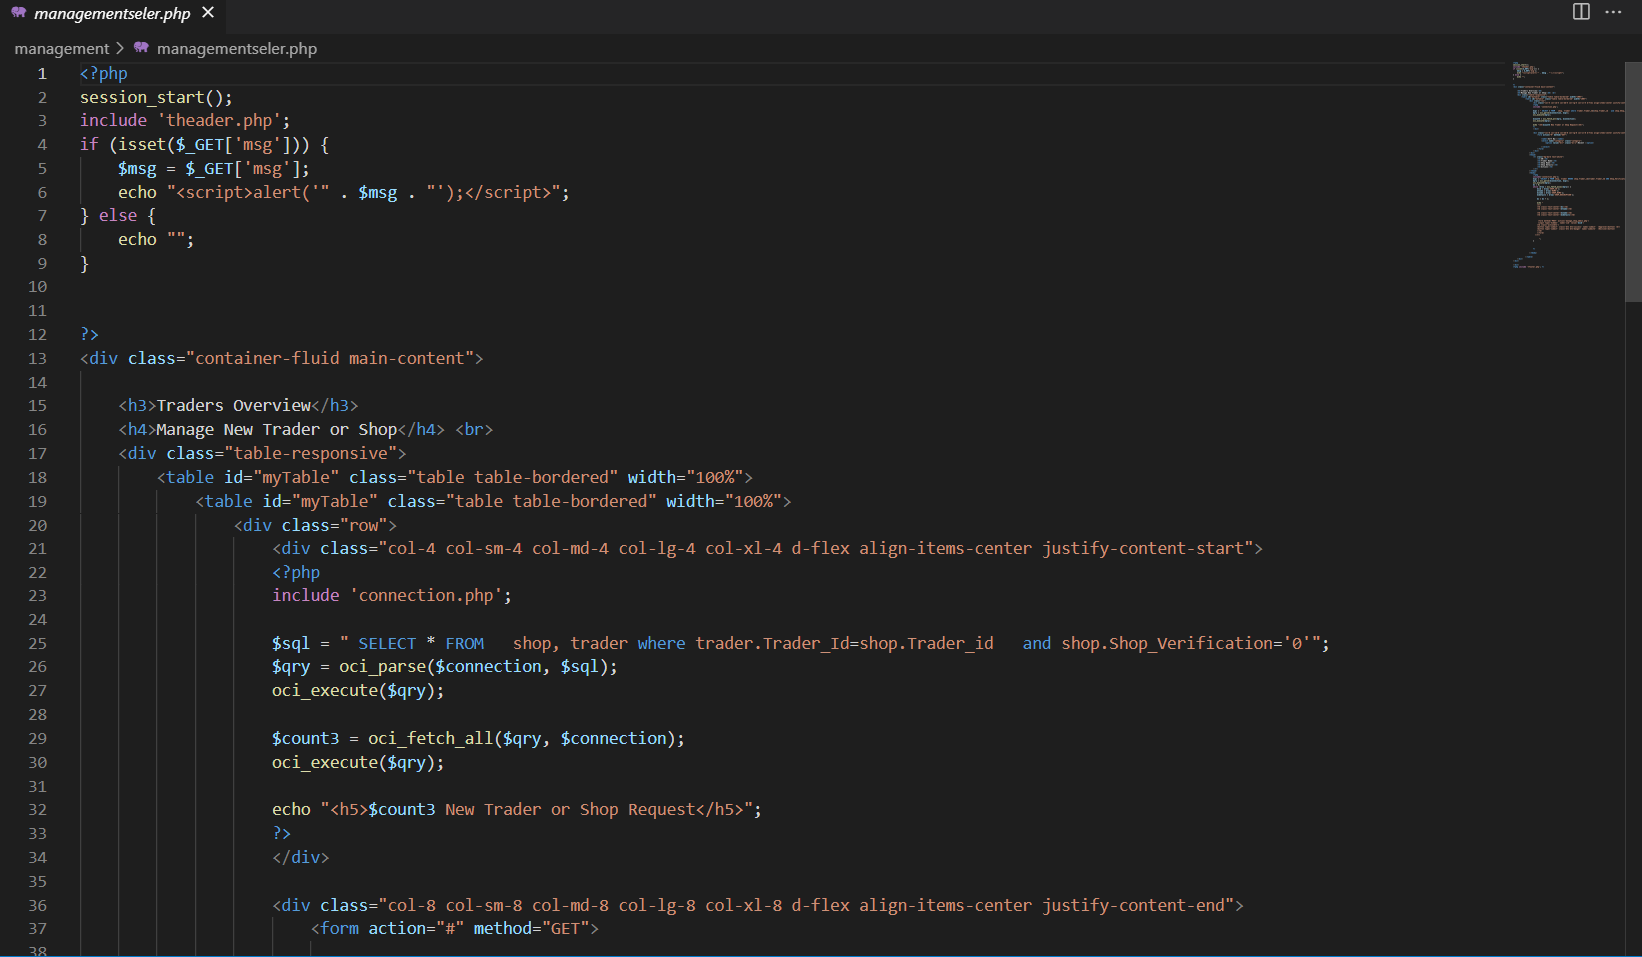 managementseler.php
management > managementseler.php
1 <?php
2 session_start();
3 include 'theader.php';
4 if (isset($_GET['msg'])) {
5 $msg = $_GET['msg'];
6 echo "<script>alert('" . $msg . "');</script>";
7 } else {
8 echo "";
9 }
10
11
12 ?>
13 <div class="container-fluid main-content">
14
15 <h3>Traders Overview</h3>
16 <h4>Manage New Trader or Shop</h4> <br>
17 <div class="table-responsive">
18 <table id="myTable" class="table table-bordered" width="100%">
19 <table id="myTable" class="table table-bordered" width="100%">
20 <div class="row">
21 <div class="col-4 col-sm-4 col-md-4 col-lg-4 col-xl-4 d-flex align-items-center justify-content-start">
22 <?php
23 include 'connection.php';
24
25 $sql = " SELECT * FROM   shop, trader where trader.Trader_Id=shop.Trader_id   and shop.Shop_Verification='0'";
26 $qry = oci_parse($connection, $sql);
27 oci_execute($qry);
28
29 $count3 = oci_fetch_all($qry, $connection);
30 oci_execute($qry);
31
32 echo "<h5>$count3 New Trader or Shop Request</h5>";
33 ?>
34 </div>
35
36 <div class="col-8 col-sm-8 col-md-8 col-lg-8 col-xl-8 d-flex align-items-center justify-content-end">
37 <form action="#" method="GET">
38